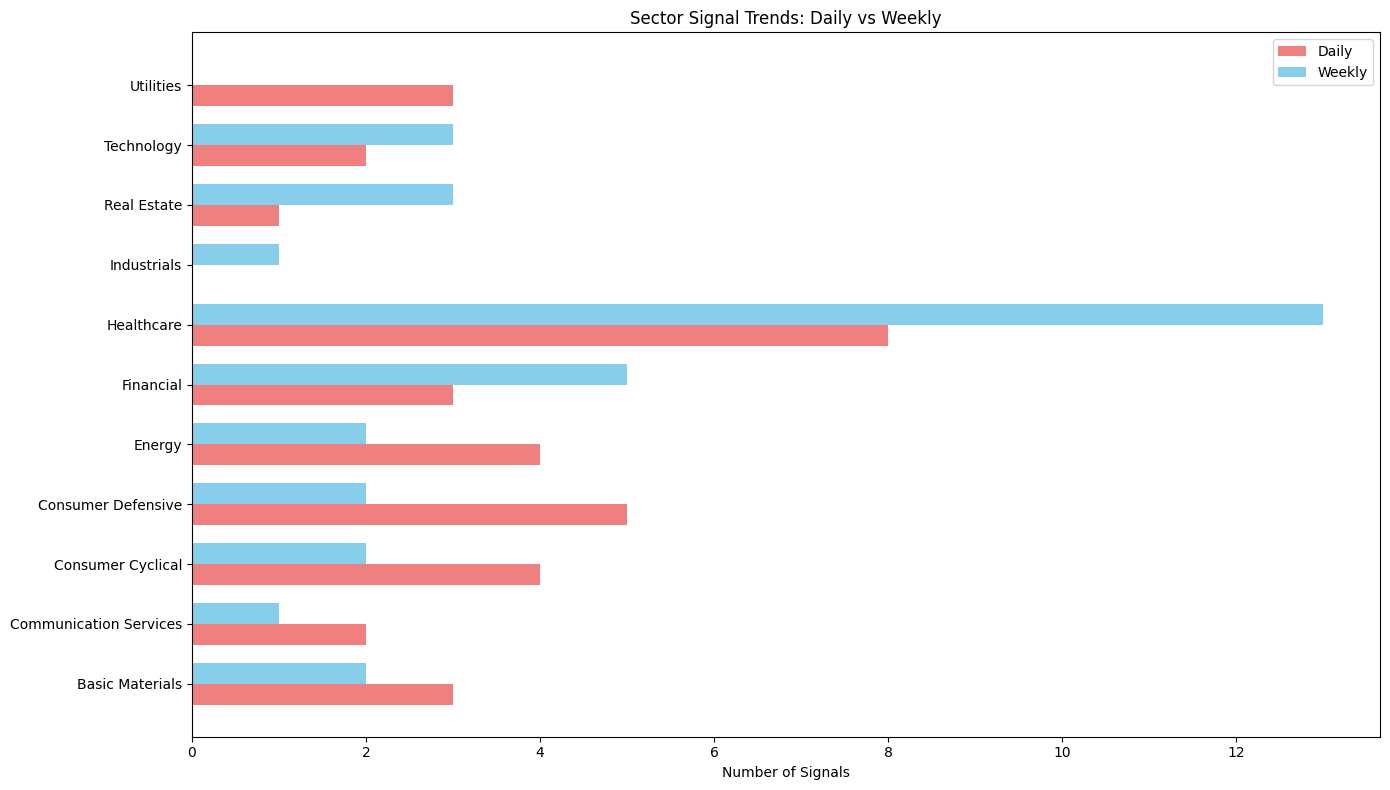 Sector Signal Trends: Daily vs Weekly
Daily
Weekly
Utilities
Technology
Real Estate
Industrials
Healthcare
Financial
Energy
Consumer Defensive
Consumer Cyclical
Communication Services
Basic Materials
0 2 4 6 8 10 12
Number of Signals